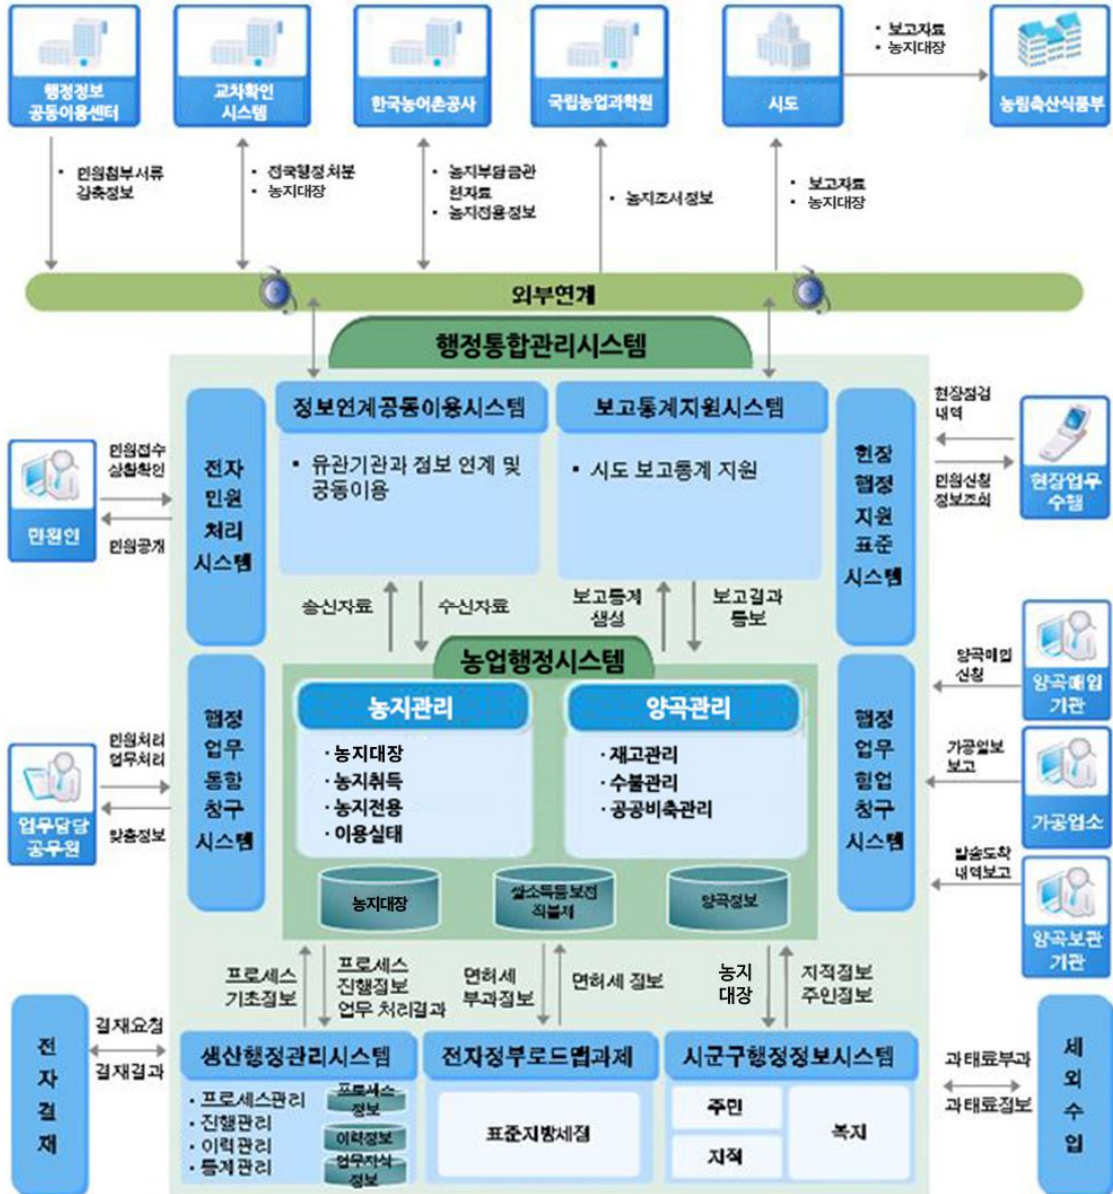 행정정보
공동이용센터
교차확인
시스템
한국농어촌공사
국립농업과학원
시도
• 보고자료
• 농지대장
농림축산식품부
• 민원첨부서류
감축정보
• 전국행정처분
• 농지대장
• 농지부담금관
련자료
• 농지전용정보
• 농지조서정보
• 보고자료
• 농지대장
외부연계
행정통합관리시스템
정보연계공동이용시스템
• 유관기관과 정보 연계 및
공동이용
보고통계지원시스템
• 시도 보고통계 지원
전자
민원
처리
시스템
현장
행정
지원
표준
시스템
민원인
민원접수
상황확인
민원공개
현장점검
내역
민원신청
정보조회
현장업무
수행
송신자료
수신자료
보고통계
생성
보고결과
통보
농업행정시스템
농지관리
· 농지대장
· 농지취득
· 농지전용
· 이용실태
양곡관리
· 재고관리
· 수불관리
· 공공비축관리
농지대장
쌀소득등보전
직불제
양곡정보
행정
업무
통합
창구
시스템
행정
업무
협업
창구
시스템
업무담당
공무원
민원처리
업무처리
맞춤정보
양곡매입
신청
양곡매입
기관
가공일보
보고
가공업소
발송도착
내역보고
양곡보관
기관
프로세스
기초정보
프로세스
진행정보
업무 처리결과
면허세
부과정보
면허세 정보
농지
대장
지적정보
주민정보
전
자
결
재
결재요청
결재결과
생산행정관리시스템
• 프로세스관리
• 진행관리
• 이력관리
• 통계관리
프로세스
정보
이력정보
업무지식
정보
전자정부로드맵과제
표준지방세정
시군구행정정보시스템
주민
지적
복지
과태료부과
과태료정보
세
외
수
입